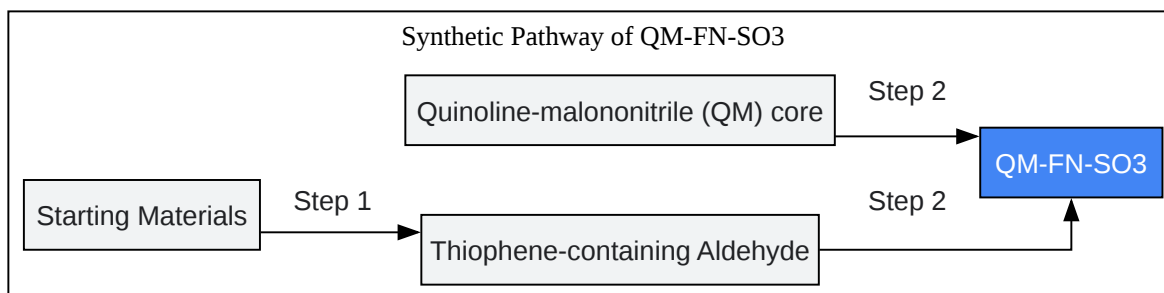 Synthetic Pathway of QM-FN-SO3
Quinoline-malononitrile (QM) core
Step 2
QM-FN-SO3
Starting Materials
Step 1
Thiophene-containing Aldehyde
Step 2